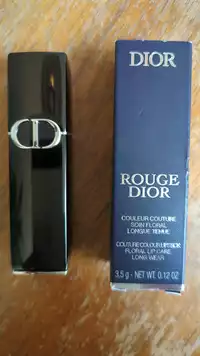 CD
DIOR
ROUGE
DIOR
COULEUR COUTURE
SOIN FLORAL
LONGUE TENUE
COUTURE COLOUR LIPSTICK
FLORAL LIP CARE
LONG WEAR
3,5 g - NET WT. 0.12 OZ